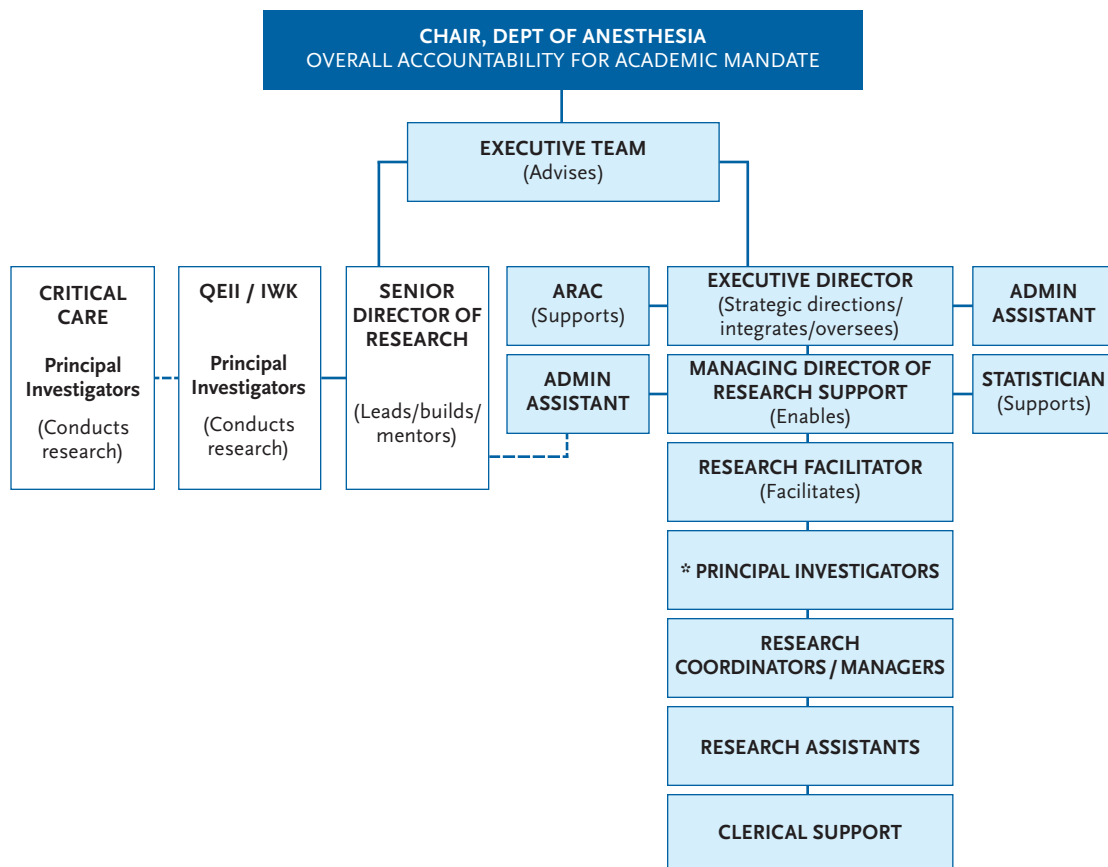 CHAIR, DEPT OF ANESTHESIA
OVERALL ACCOUNTABILITY FOR ACADEMIC MANDATE
EXECUTIVE TEAM
(Advises)
CRITICAL
CARE
Principal
Investigators
(Conducts
research)
QEII / IWK
Principal
Investigators
(Conducts
research)
SENIOR
DIRECTOR OF
RESEARCH
(Leads/builds/
mentors)
ARAC
(Supports)
EXECUTIVE DIRECTOR
(Strategic directions/
integrates/oversees)
ADMIN
ASSISTANT
ADMIN
ASSISTANT
MANAGING DIRECTOR OF
RESEARCH SUPPORT
(Enables)
STATISTICIAN
(Supports)
RESEARCH FACILITATOR
(Facilitates)
* PRINCIPAL INVESTIGATORS
RESEARCH
COORDINATORS / MANAGERS
RESEARCH ASSISTANTS
CLERICAL SUPPORT